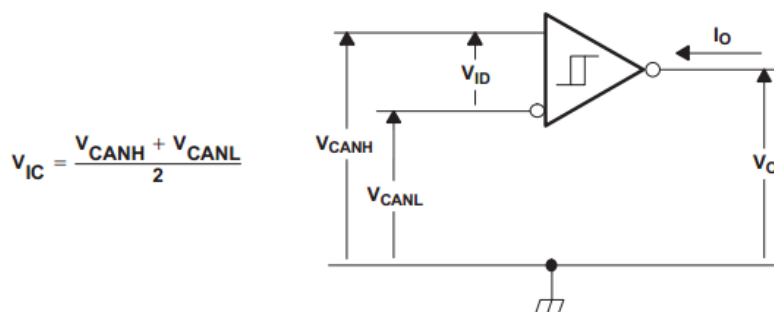 V_IC = (V_CANH + V_CANL) / 2
I_O
V_ID
V_CANH
V_CANL
V_O